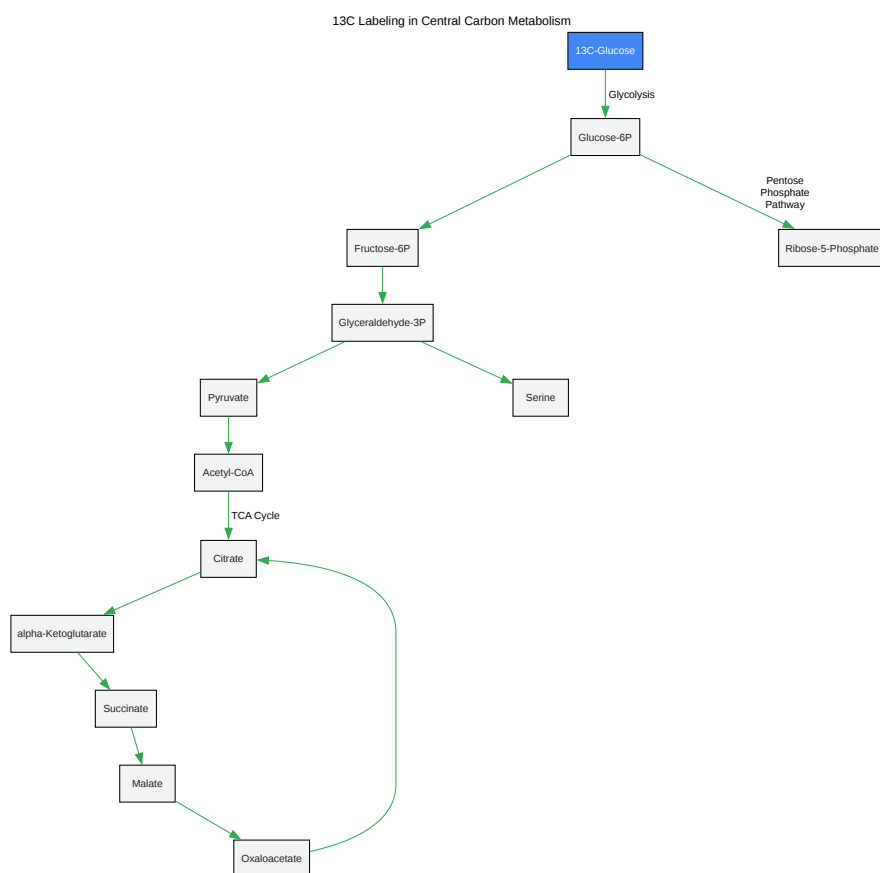 13C Labeling in Central Carbon Metabolism
13C-Glucose
Glycolysis
Glucose-6P
Pentose
Phosphate
Pathway
Fructose-6P
Ribose-5-Phosphate
Glyceraldehyde-3P
Pyruvate
Serine
Acetyl-CoA
TCA Cycle
Citrate
alpha-Ketoglutarate
Succinate
Malate
Oxaloacetate